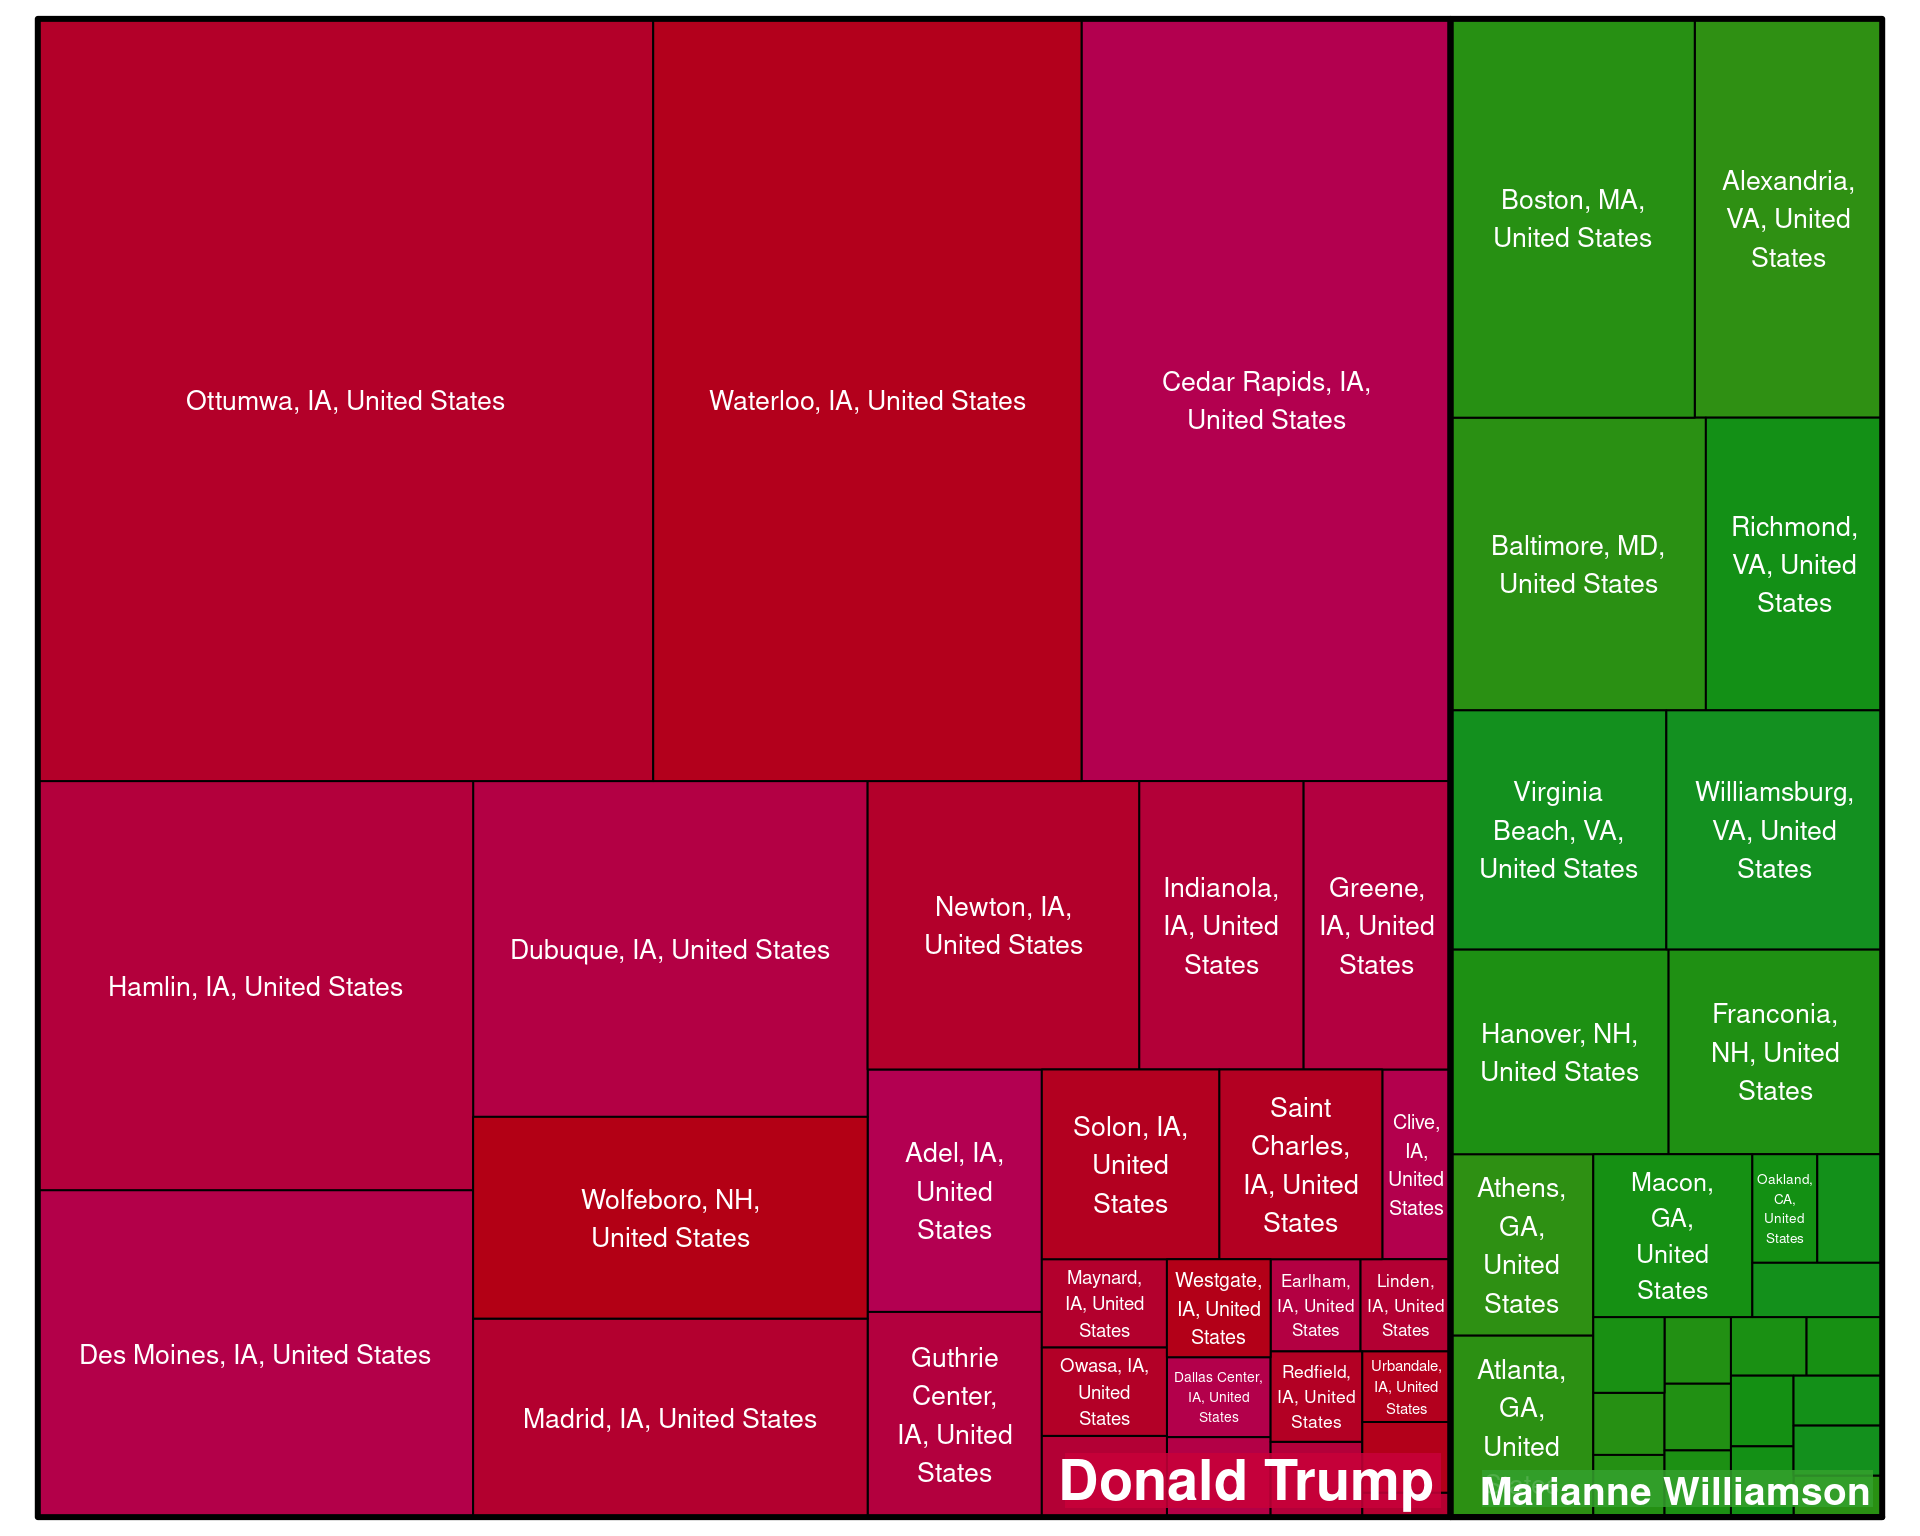 Ottumwa, IA, United States
Waterloo, IA, United States
Cedar Rapids, IA,
United States
Hamlin, IA, United States
Des Moines, IA, United States
Dubuque, IA, United States
Wolfeboro, NH,
United States
Madrid, IA, United States
Newton, IA,
United States
Indianola,
IA, United
States
Greene,
IA, United
States
Adel, IA,
United
States
Guthrie
Center,
IA, United
States
Solon, IA,
United
States
Saint
Charles,
IA, United
States
Clive,
IA,
United
States
Maynard,
IA, United
States
Owasa, IA,
United
States
Westgate,
IA, United
States
Dallas Center,
IA, United
States
Earlham,
IA, United
States
Linden,
IA, United
States
Redfield,
IA, United
States
Urbandale,
IA, United
States
Donald Trump
Boston, MA,
United States
Alexandria,
VA, United
States
Baltimore, MD,
United States
Richmond,
VA, United
States
Virginia
Beach, VA,
United States
Williamsburg,
VA, United
States
Hanover, NH,
United States
Franconia,
NH, United
States
Athens,
GA,
United
States
Atlanta,
GA,
United
Macon,
GA,
United
States
Oakland,
CA,
United
States
Marianne Williamson